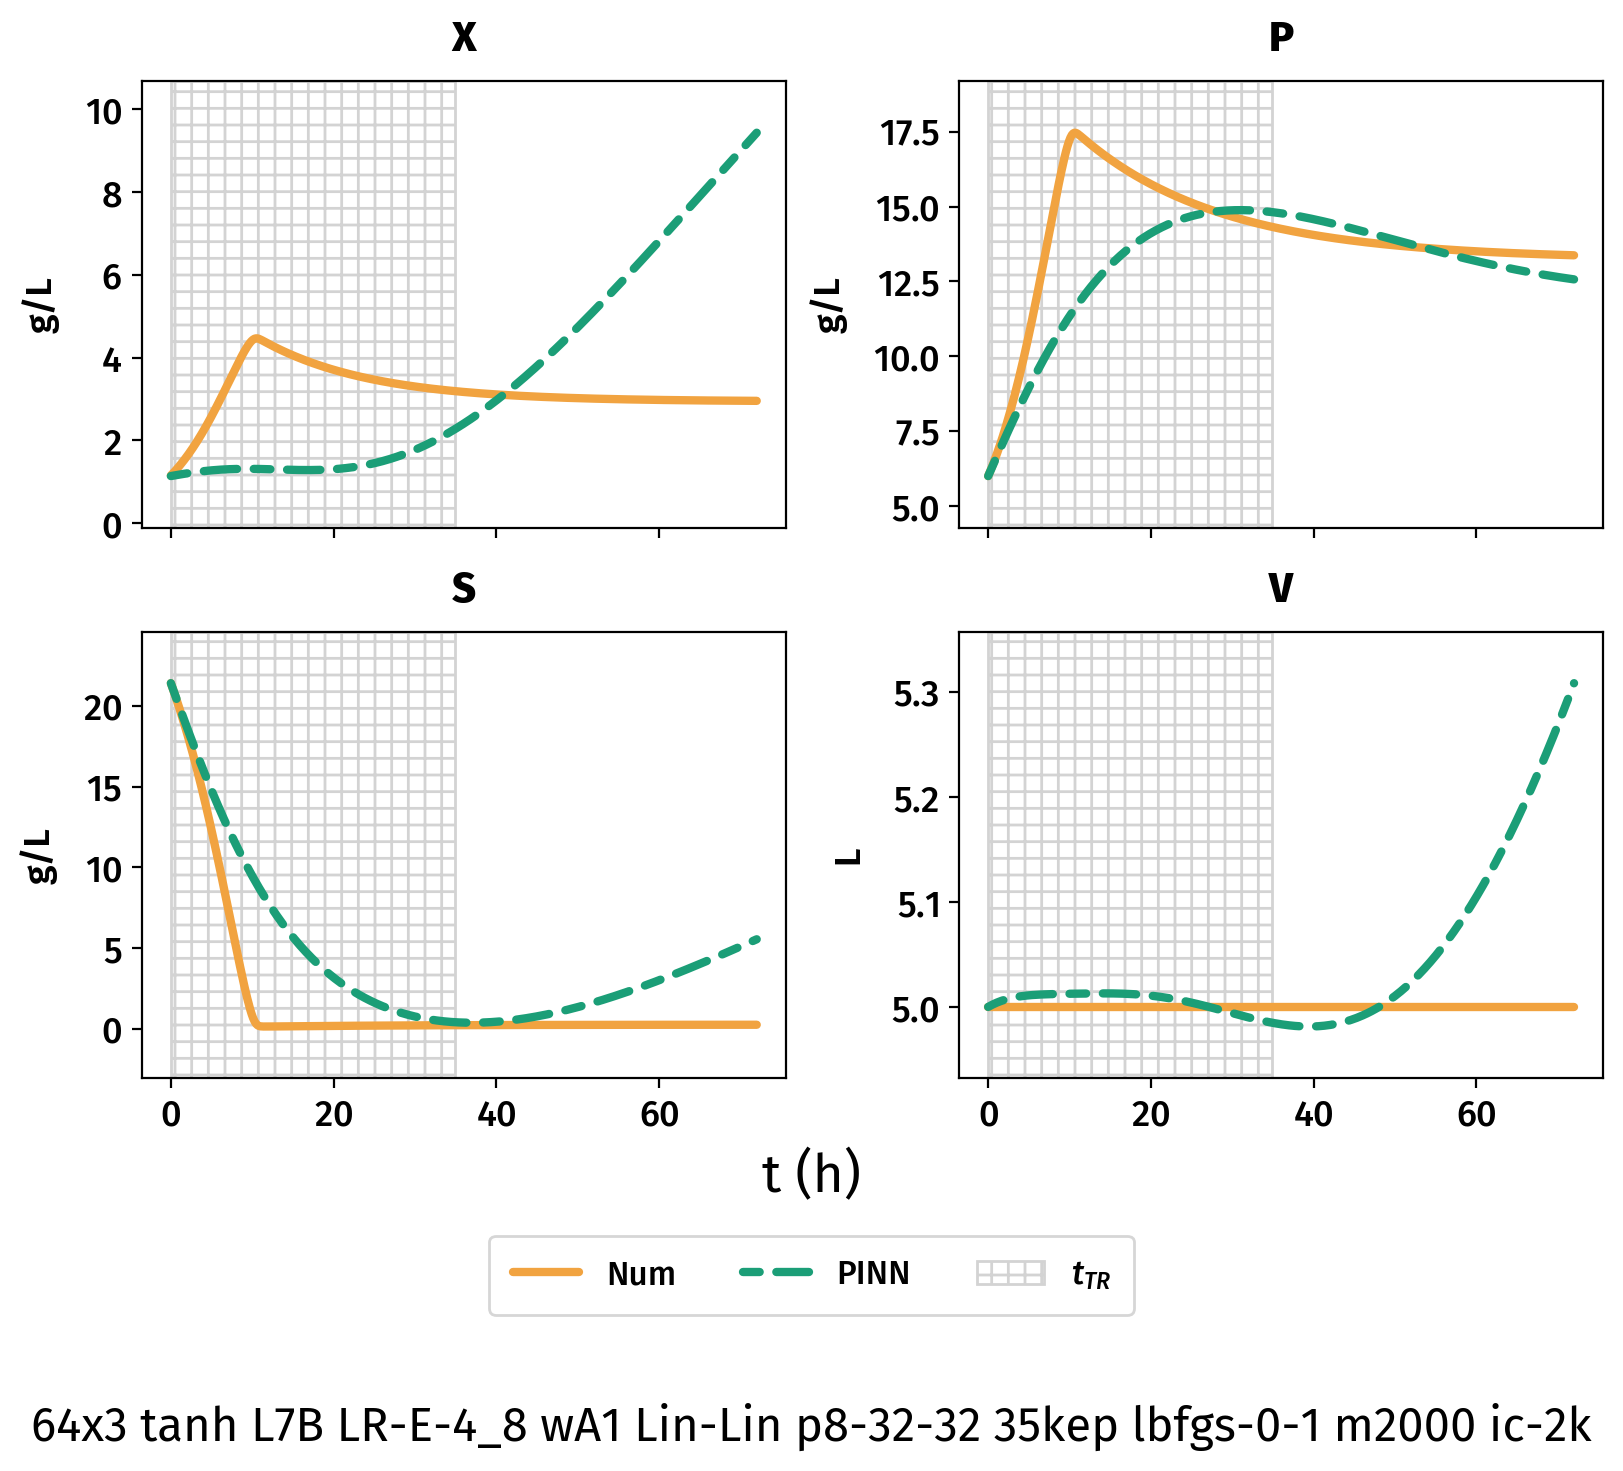 X
10
8
6
4
2
0
g/L
P
17.5
15.0
12.5
10.0
7.5
5.0
g/L
S
20
15
10
5
0
g/L
0 20 40 60
V
5.3
5.2
5.1
5.0
L
0 20 40 60
t (h)
Num PINN t_TR
64x3 tanh L7B LR-E-4_8 wA1 Lin-Lin p8-32-32 35kep lbfgs-0-1 m2000 ic-2k